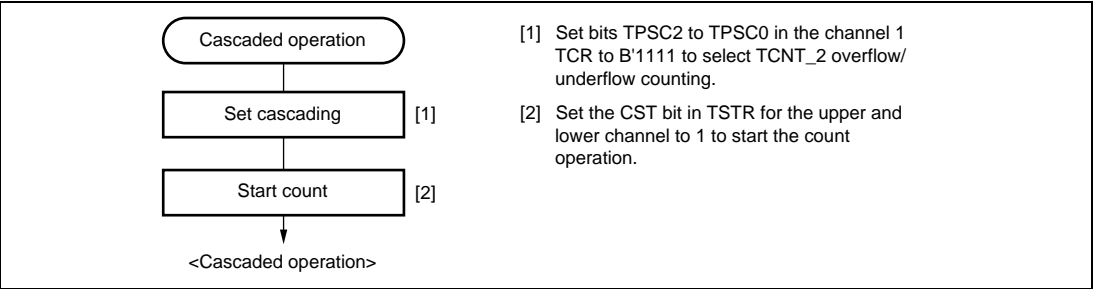 Cascaded operation
Set cascading
[1]
Start count
[2]
<Cascaded operation>
[1] Set bits TPSC2 to TPSC0 in the channel 1
TCR to B'1111 to select TCNT_2 overflow/
underflow counting.
[2] Set the CST bit in TSTR for the upper and
lower channel to 1 to start the count
operation.